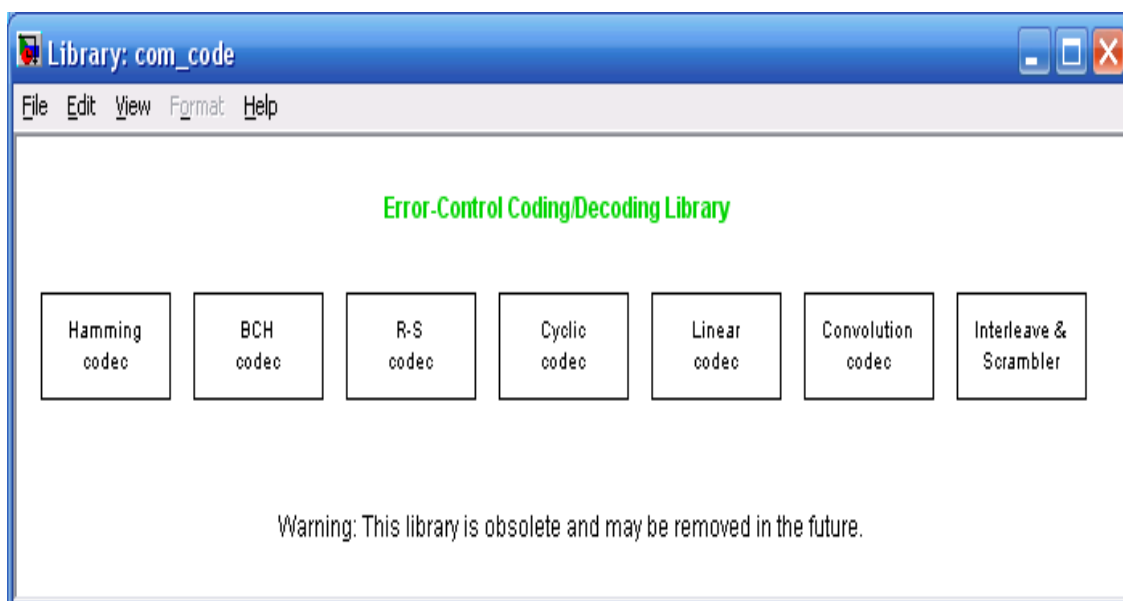 Library: com_code
File Edit View Format Help
Error-Control Coding/Decoding Library
Hamming
codec
BCH
codec
R-S
codec
Cyclic
codec
Linear
codec
Convolution
codec
Interleave &
Scrambler
Warning: This library is obsolete and may be removed in the future.